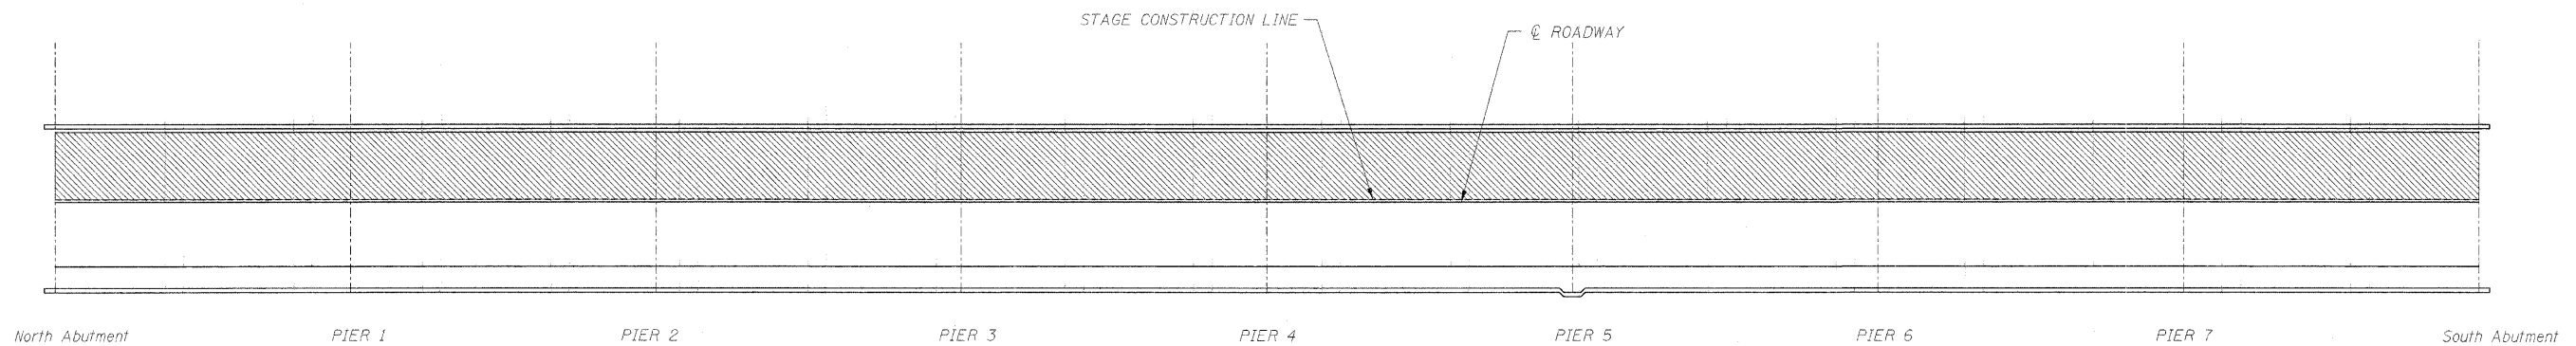 STAGE CONSTRUCTION LINE
℄ ROADWAY
North Abutment PIER 1 PIER 2 PIER 3 PIER 4 PIER 5 PIER 6 PIER 7 South Abutment